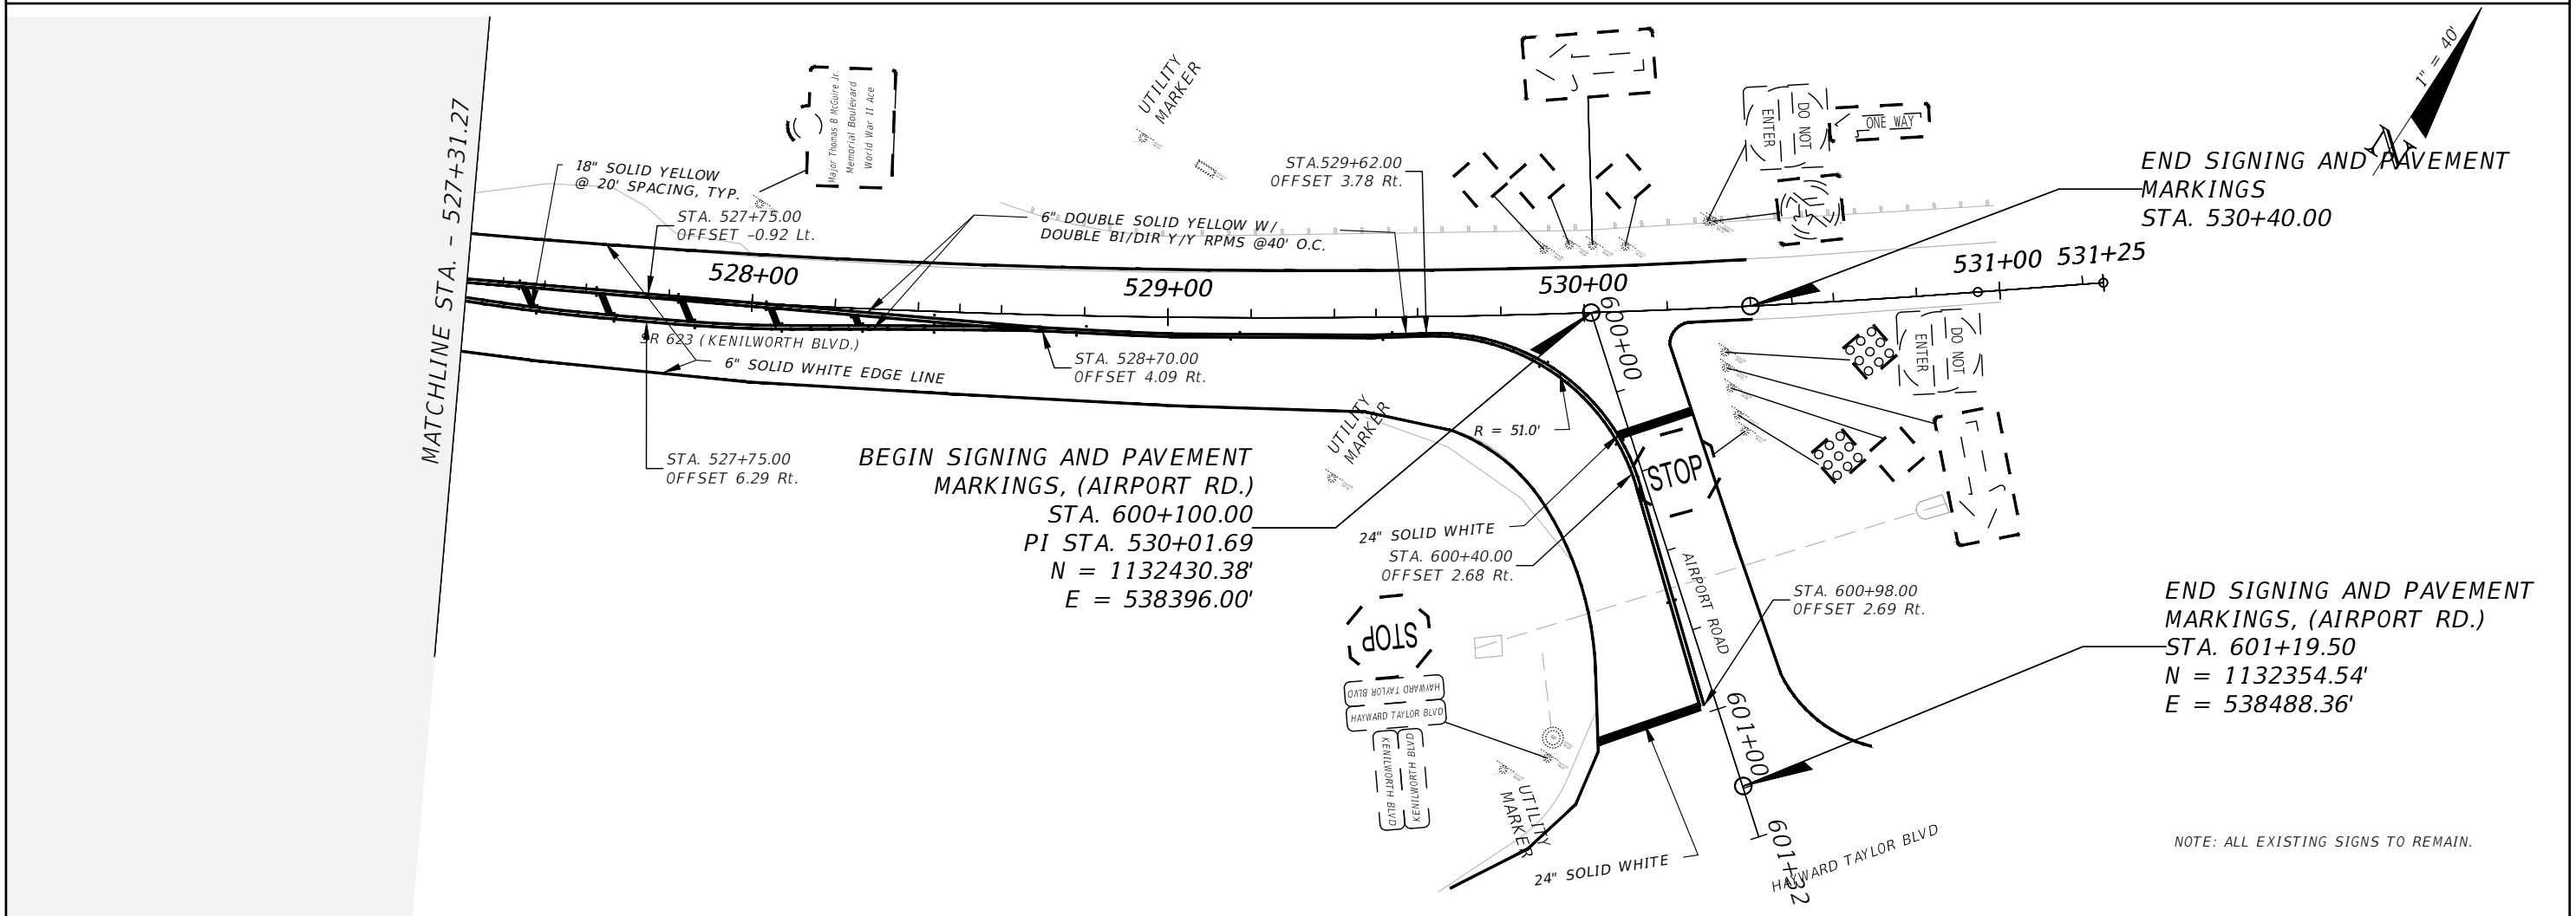 MATCHLINE STA. - 527+31.27
18" SOLID YELLOW
@ 20' SPACING, TYP.
STA. 527+75.00
OFFSET -0.92 Lt.
Major Thomas B McGuire Jr.
Memorial Boulevard
World War II Ace
UTILITY
MARKER
6" DOUBLE SOLID YELLOW W/
DOUBLE BI/DIR Y/Y RPMS @40' O.C.
STA.529+62.00
OFFSET 3.78 Rt.
DO NOT
ENTER
ONE WAY
1" = 40'
N
END SIGNING AND PAVEMENT
MARKINGS
STA. 530+40.00
528+00
529+00
530+00
531+00
531+25
600+00
SR 623 (KENILWORTH BLVD.)
6" SOLID WHITE EDGE LINE
STA. 528+70.00
OFFSET 4.09 Rt.
STA. 527+75.00
OFFSET 6.29 Rt.
BEGIN SIGNING AND PAVEMENT
MARKINGS, (AIRPORT RD.)
STA. 600+100.00
PI STA. 530+01.69
N = 1132430.38'
E = 538396.00'
UTILITY
MARKER
R = 51.0'
DO NOT
ENTER
STOP
24" SOLID WHITE
STA. 600+40.00
OFFSET 2.68 Rt.
AIRPORT ROAD
STA. 600+98.00
OFFSET 2.69 Rt.
END SIGNING AND PAVEMENT
MARKINGS, (AIRPORT RD.)
STA. 601+19.50
N = 1132354.54'
E = 538488.36'
STOP
HAYWARD TAYLOR BLVD
HAYWARD TAYLOR BLVD
KENILWORTH BLVD
KENILWORTH BLVD
UTILITY
MARKER
601+00
24" SOLID WHITE
601+32
HAYWARD TAYLOR BLVD
NOTE: ALL EXISTING SIGNS TO REMAIN.